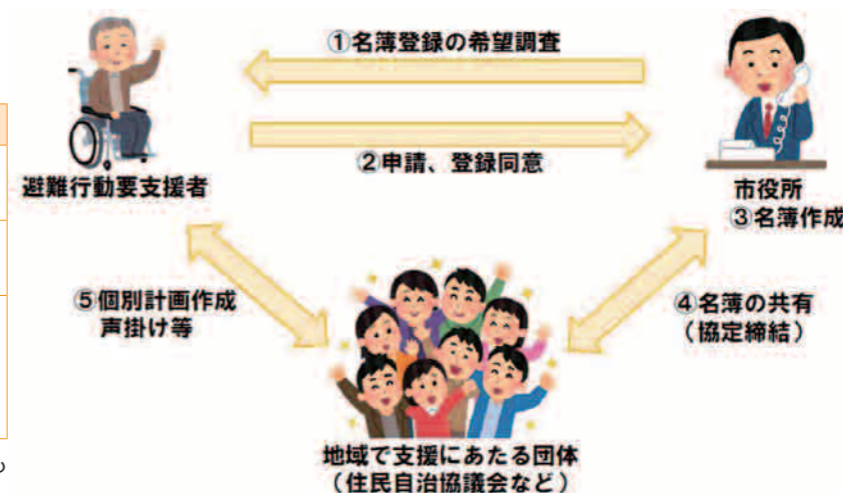 ①名簿登録の希望調査
②申請、登録同意
避難行動要支援者
市役所
③名簿作成
④名簿の共有
（協定締結）
⑤個別計画作成
声掛け等
地域で支援にあたる団体
（住民自治協議会など）